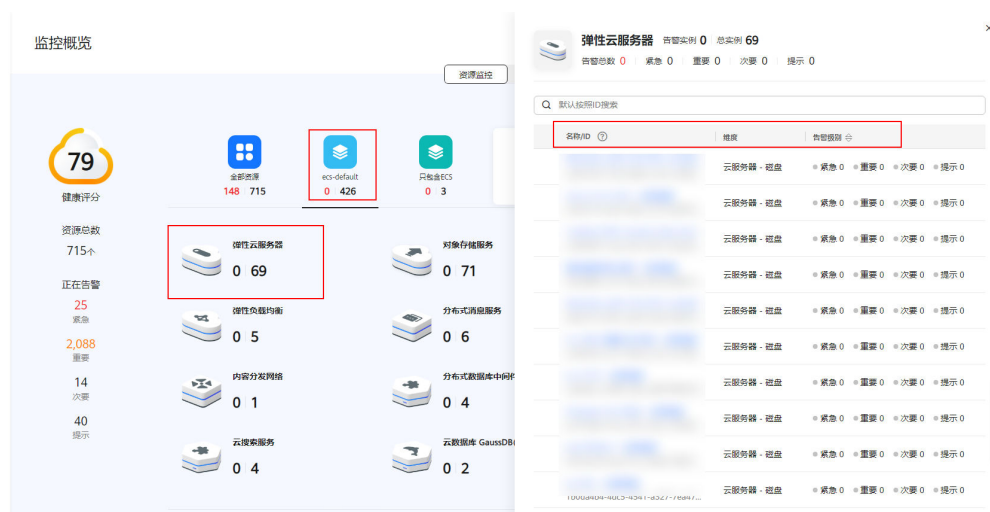 监控概览
资源监控
79
健康评分
资源总数
715个
正在告警
25
紧急
2,088
重要
14
次要
40
提示
全部资源
148 715
ecs-default
0 426
只包含ECS
0 3
弹性云服务器
0 69
对象存储服务
0 71
弹性负载均衡
0 5
分布式消息服务
0 6
内容分发网络
0 1
分布式数据库中间件
0 4
云搜索服务
0 4
云数据库 GaussDB(
0 2
弹性云服务器 告警实例 0 总实例 69
告警总数 0 紧急 0 重要 0 次要 0 提示 0
默认按照ID搜索
名称/ID 维度 告警级别
云服务器 - 磁盘 紧急 0 重要 0 次要 0 提示 0
云服务器 - 磁盘 紧急 0 重要 0 次要 0 提示 0
云服务器 - 磁盘 紧急 0 重要 0 次要 0 提示 0
云服务器 - 磁盘 紧急 0 重要 0 次要 0 提示 0
云服务器 - 磁盘 紧急 0 重要 0 次要 0 提示 0
云服务器 - 磁盘 紧急 0 重要 0 次要 0 提示 0
云服务器 - 磁盘 紧急 0 重要 0 次要 0 提示 0
云服务器 - 磁盘 紧急 0 重要 0 次要 0 提示 0
云服务器 - 磁盘 紧急 0 重要 0 次要 0 提示 0
云服务器 - 磁盘 紧急 0 重要 0 次要 0 提示 0